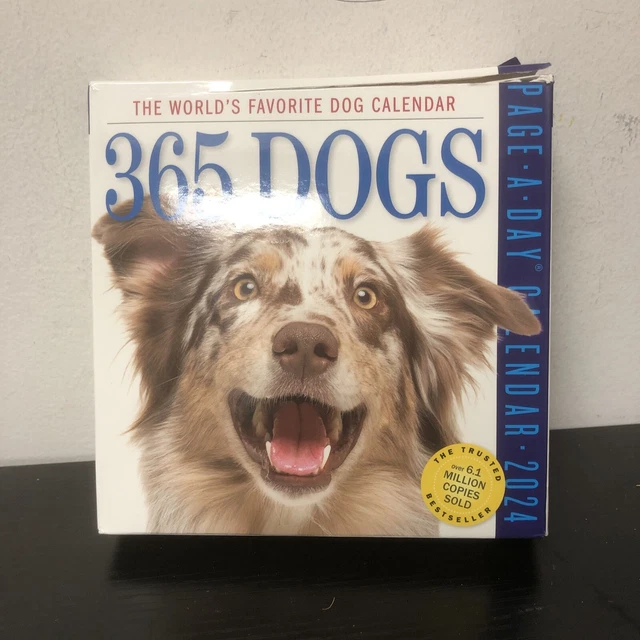 THE WORLD'S FAVORITE DOG CALENDAR
365 DOGS
PAGE·A·DAY® CALENDAR·2024
THE TRUSTED
over 6.1
MILLION
COPIES
SOLD
BESTSELLER